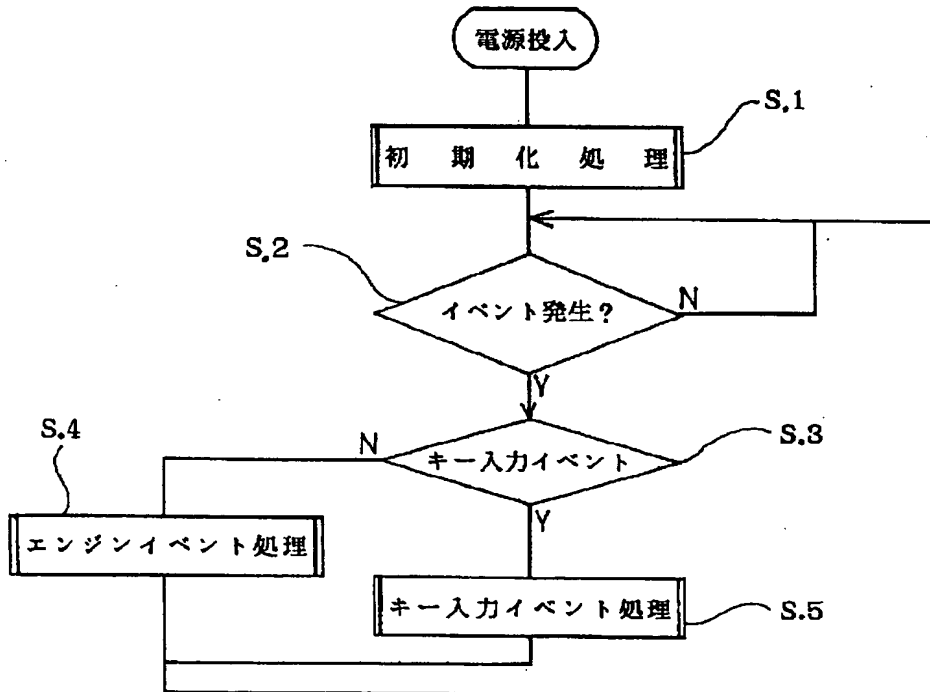 電源投入
S.1
初期化処理
S.2
イベント発生?
N
Y
S.3
キー入力イベント
N
Y
S.4
エンジンイベント処理
キー入力イベント処理
S.5